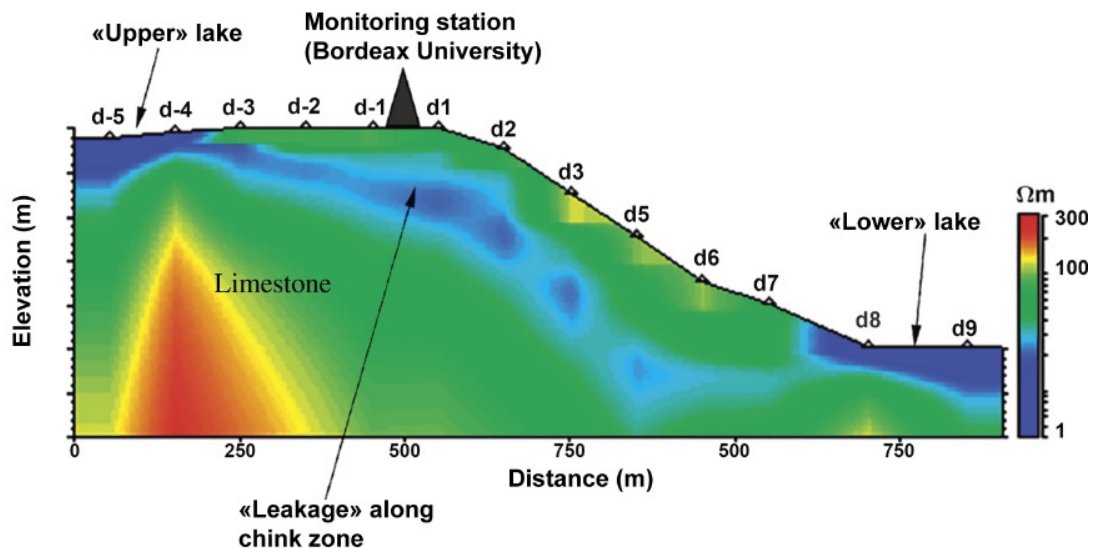 «Upper» lake
Monitoring station
(Bordeax University)
d-5
d-4
d-3
d-2
d-1
d1
d2
d3
d5
d6
d7
d8
d9
«Lower» lake
Ωm
300
100
1
Limestone
Elevation (m)
0
250
500
750
500
750
Distance (m)
«Leakage» along
chink zone